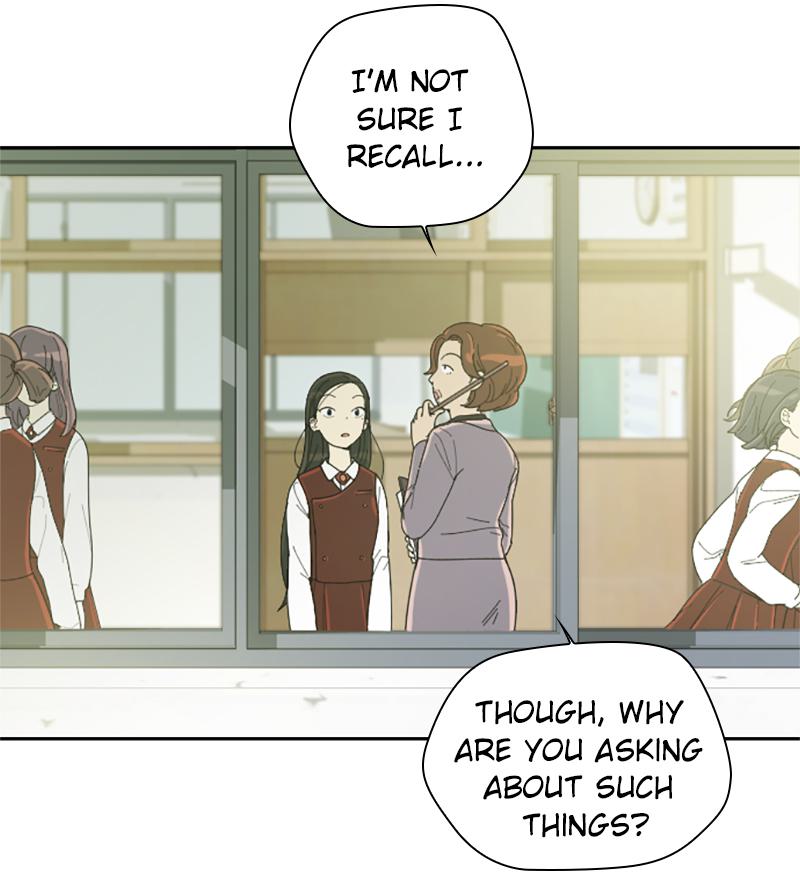 I'M NOT
SURE I
RECALL...
THOUGH, WHY
ARE YOU ASKING
ABOUT SUCH
THINGS?